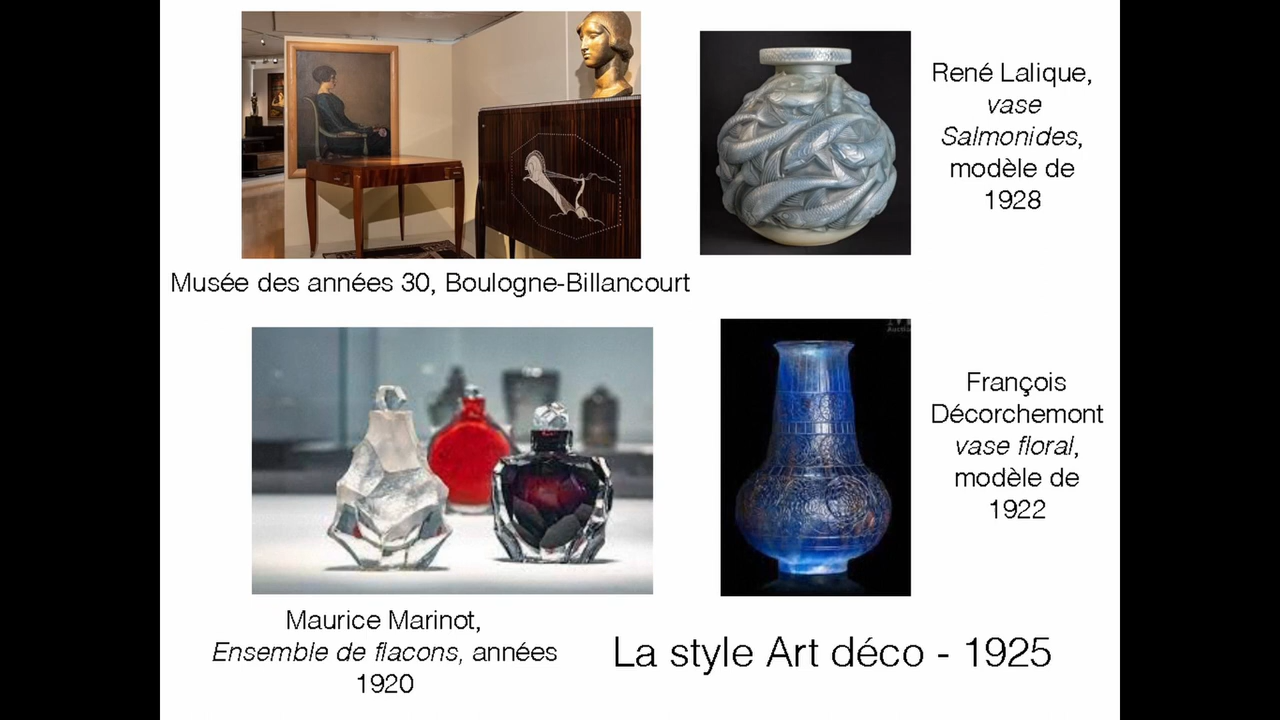 René Lalique,
vase
Salmonides,
modèle de
1928
Musée des années 30, Boulogne-Billancourt
François
Décorchemont
vase floral,
modèle de
1922
Maurice Marinot,
Ensemble de flacons, années
1920
La style Art déco - 1925